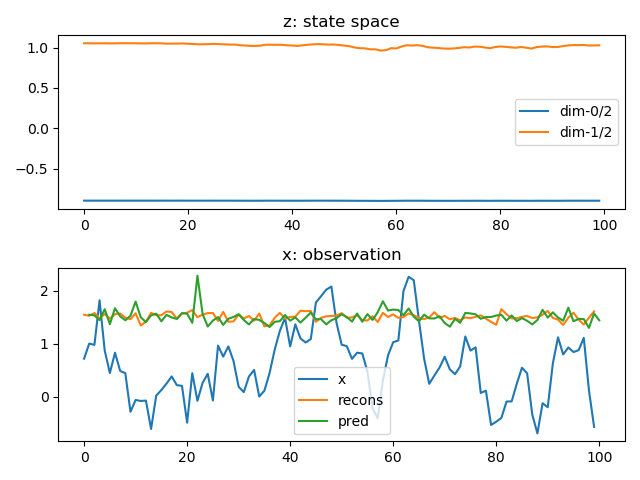 z: state space
1.0
0.5
0.0
−0.5
dim-0/2
dim-1/2
0 20 40 60 80 100
x: observation
2
1
0
x
recons
pred
0 20 40 60 80 100